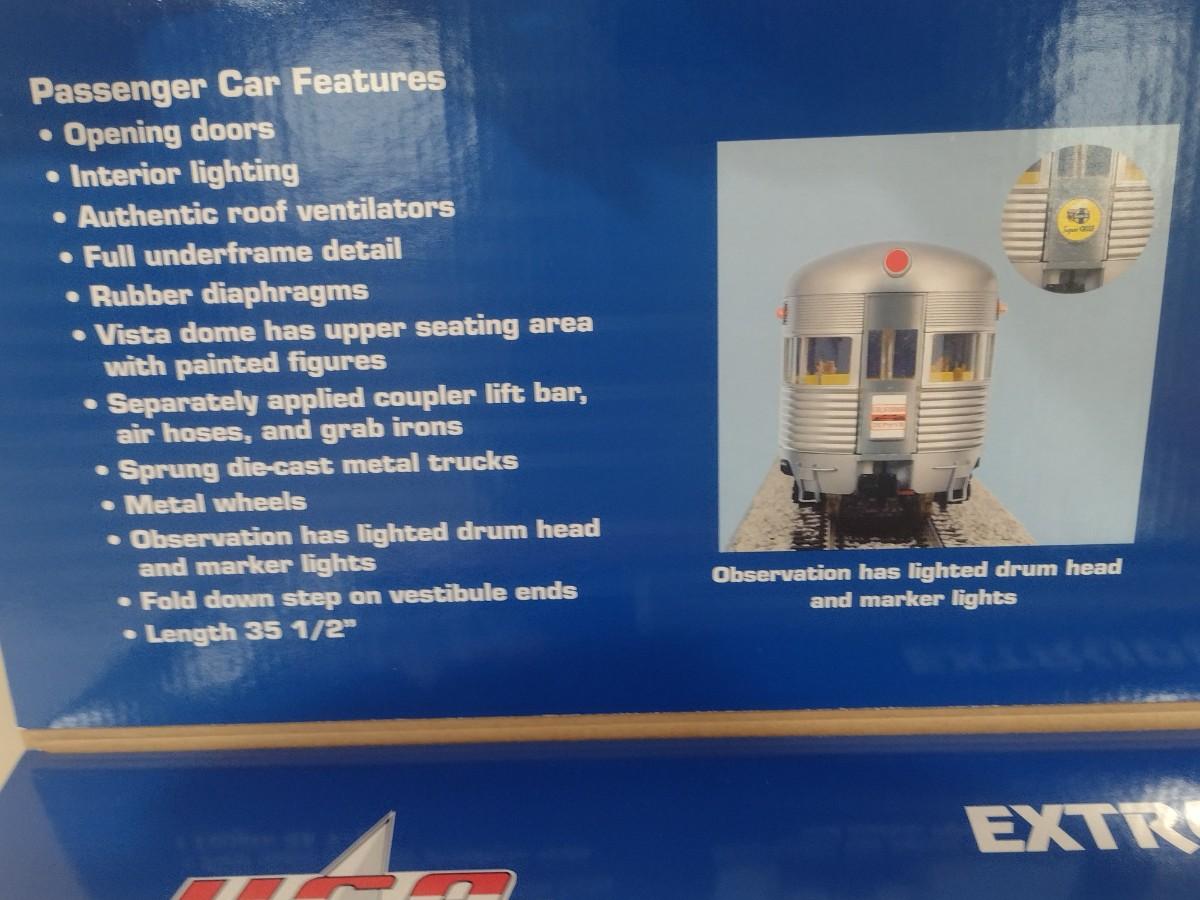 Passenger Car Features
• Opening doors
• Interior lighting
• Authentic roof ventilators
• Full underframe detail
• Rubber diaphragms
• Vista dome has upper seating area
with painted figures
• Separately applied coupler lift bar,
air hoses, and grab irons
• Sprung die-cast metal trucks
• Metal wheels
• Observation has lighted drum head
and marker lights
• Fold down step on vestibule ends
• Length 35 1/2”
Observation has lighted drum head
and marker lights
EXTR
USA